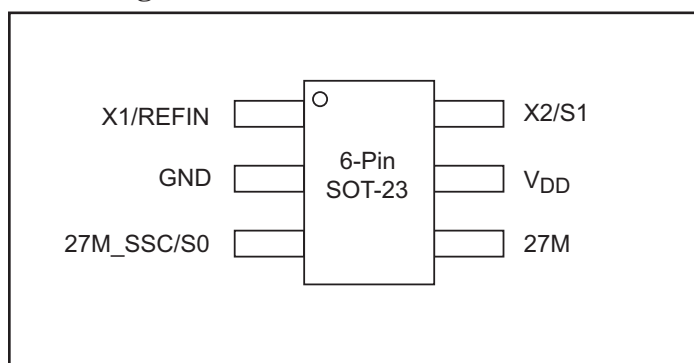 X1/REFIN
X2/S1
6-Pin
SOT-23
GND
VDD
27M_SSC/S0
27M